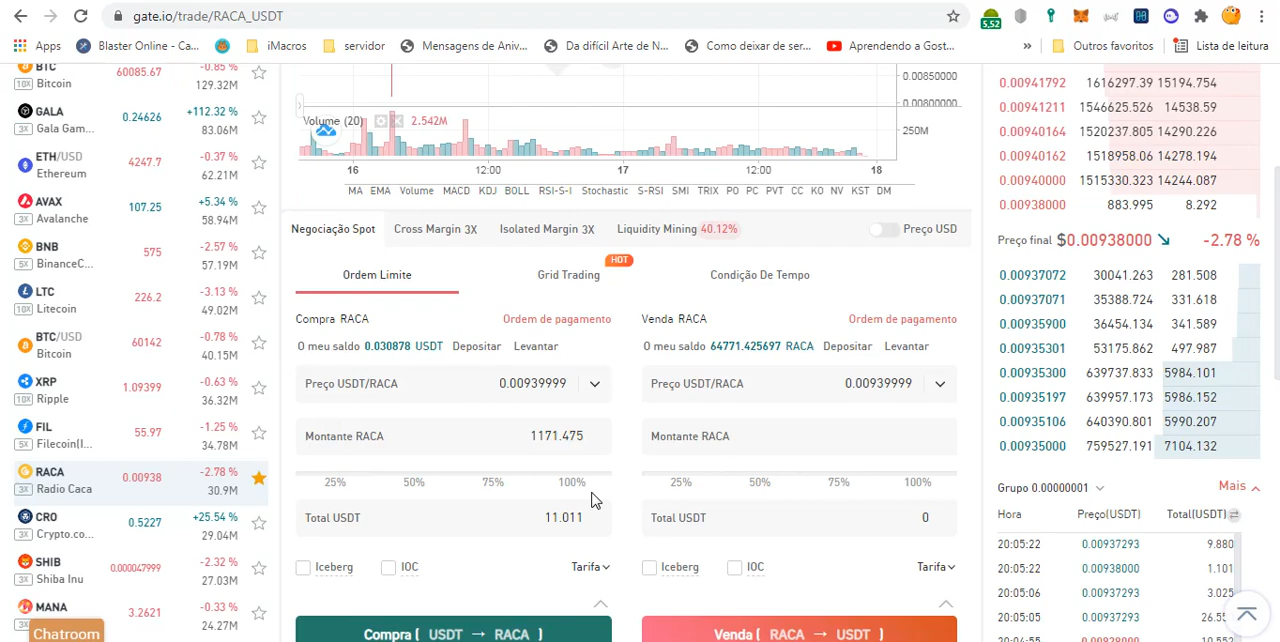 gate.io/trade/RACA_USDT
5,52
Apps
Blaster Online - Ca...
iMacros
servidor
Mensagens de Aniv...
Da difícil Arte de N...
Como deixar de ser...
Aprendendo a Gost...
»
Outros favoritos
Lista de leitura
BTC 60085.67 -0.85 %
10X Bitcoin 129.32M
GALA 0.24626 +112.32 %
3X Gala Gam... 83.06M
ETH/USD 4247.7 -0.37 %
Ethereum 62.21M
AVAX 107.25 +5.34 %
3X Avalanche 58.94M
BNB 575 -2.57 %
5X BinanceC... 57.19M
LTC 226.2 -3.13 %
10X Litecoin 49.02M
BTC/USD 60142 -0.78 %
Bitcoin 40.15M
XRP 1.09399 -0.63 %
10X Ripple 36.32M
FIL 55.97 -1.25 %
5X Filecoin(I... 34.78M
RACA 0.00938 -2.78 %
3X Radio Caca 30.9M
CRO 0.5227 +25.54 %
3X Crypto.co... 29.04M
SHIB 0.000047999 -2.32 %
3X Shiba Inu 27.03M
MANA 3.2621 -0.33 %
24.27M
Chatroom
0.00850000
0.00800000
Volume (20) 2.542M
250M
16 12:00 17 12:00 18
MA EMA Volume MACD KDJ BOLL RSI-S-I Stochastic S-RSI SMI TRIX PO PC PVT CC KO NV KST DM
Negociação Spot Cross Margin 3X Isolated Margin 3X Liquidity Mining 40.12% Preço USD
HOT
Ordem Limite Grid Trading Condição De Tempo
Compra RACA Ordem de pagamento
O meu saldo 0.030878 USDT Depositar Levantar
Preço USDT/RACA 0.00939999
Montante RACA 1171.475
25% 50% 75% 100%
Total USDT 11.011
Iceberg IOC Tarifa
Compra ( USDT → RACA )
Venda RACA Ordem de pagamento
O meu saldo 64771.425697 RACA Depositar Levantar
Preço USDT/RACA 0.00939999
Montante RACA
25% 50% 75% 100%
Total USDT 0
Iceberg IOC Tarifa
Venda ( RACA → USDT )
0.00941792 1616297.39 15194.754
0.00941211 1546625.526 14538.59
0.00940164 1520237.805 14290.226
0.00940162 1518958.06 14278.194
0.00940000 1515330.323 14244.087
0.00938000 883.995 8.292
Preço final $0.00938000 -2.78 %
0.00937072 30041.263 281.508
0.00937071 35388.724 331.618
0.00935900 36454.134 341.589
0.00935301 53175.862 497.987
0.00935300 639737.833 5984.101
0.00935197 639957.173 5986.152
0.00935106 640390.801 5990.207
0.00935000 759527.191 7104.132
Grupo 0.00000001 Mais
Hora Preço(USDT) Total(USDT)
20:05:22 0.00937293 9.880
20:05:22 0.00938000 1.101
20:05:06 0.00937293 3.025
20:05:05 0.00937293 26.55
20:04:55 0.00938000 10.552